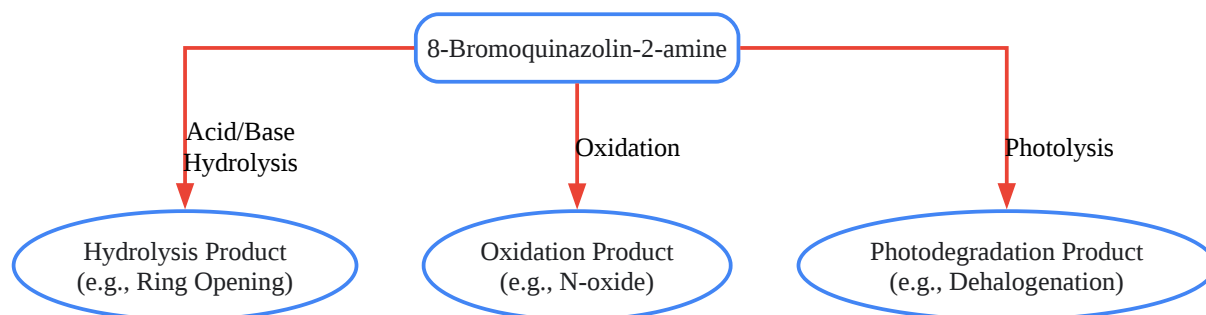 8-Bromoquinazolin-2-amine
Acid/Base
Hydrolysis
Oxidation
Photolysis
Hydrolysis Product
(e.g., Ring Opening)
Oxidation Product
(e.g., N-oxide)
Photodegradation Product
(e.g., Dehalogenation)